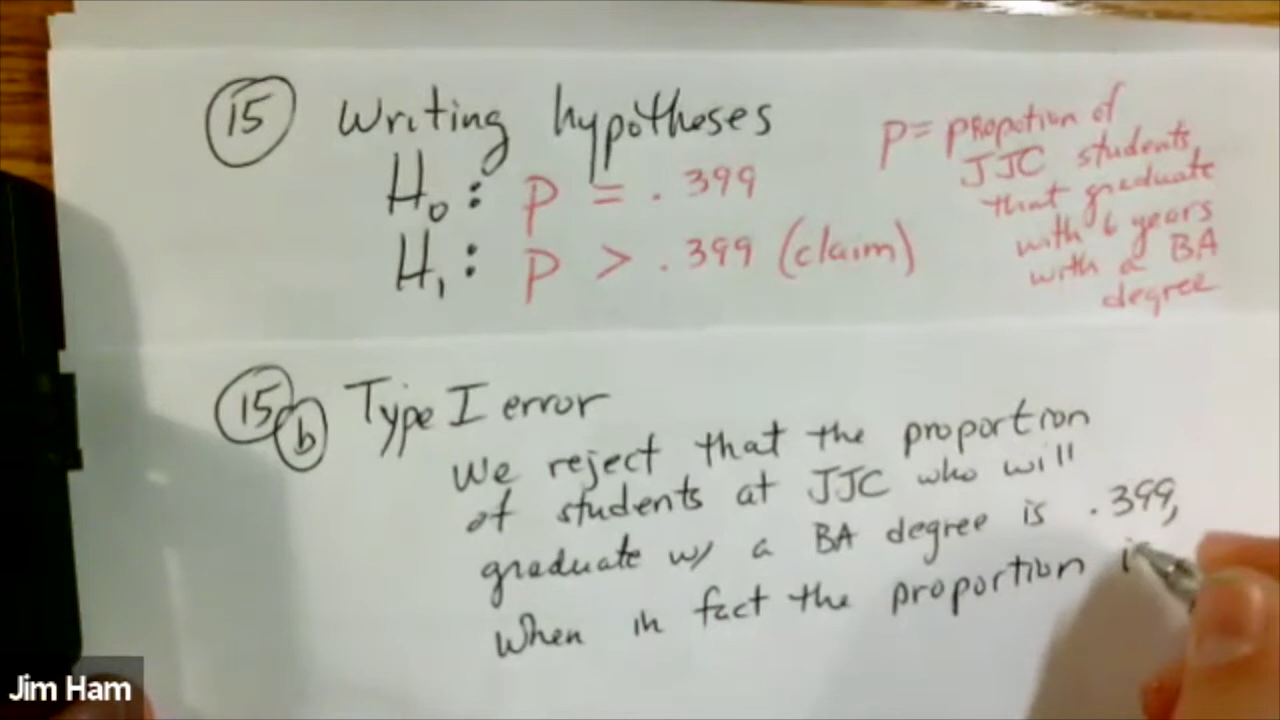 15 Writing hypotheses
H₀: p = .399
H₁: p > .399 (claim)
p = propotion of
JJC students
that graduate
with 6 years
with a BA
degree
15 b Type I error
We reject that the proportion
of students at JJC who will
graduate w/ a BA degree is .399,
when in fact the proportion i
Jim Ham